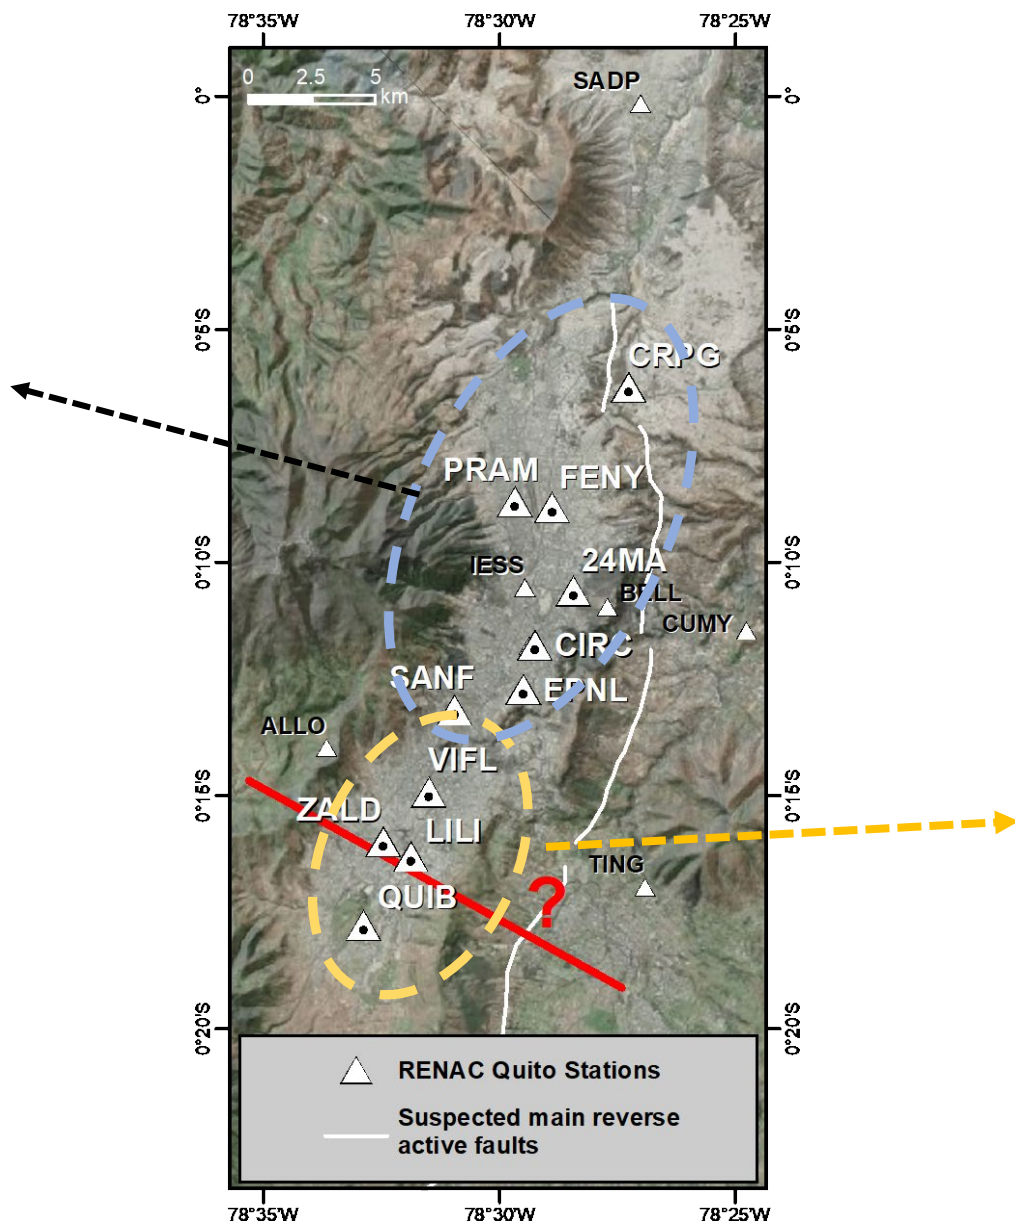 78°35'W 78°30'W 78°25'W
0 2.5 5
km
SADP
0° 0°
0°5'S 0°5'S
CRPG
PRAM FENY
0°10'S 0°10'S
IESS 24MA
BELL
CUMY
CIRC
SANF EPNL
ALLO
VIFL
0°15'S 0°15'S
ZALD LILI
TING
QUIB ?
0°20'S 0°20'S
RENAC Quito Stations
Suspected main reverse
active faults
78°35'W 78°30'W 78°25'W